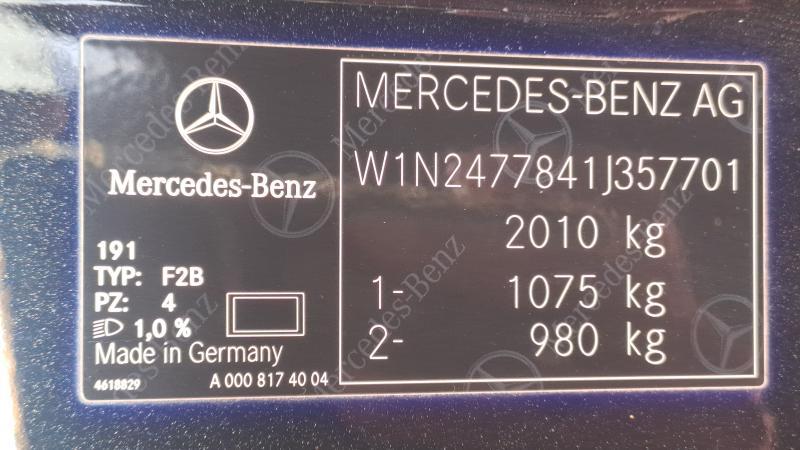 Mercedes-Benz
191
TYP: F2B
PZ: 4
1,0 %
Made in Germany
4618829 A 000 817 40 04
MERCEDES-BENZ AG
W1N2477841J357701
2010 kg
1- 1075 kg
2- 980 kg